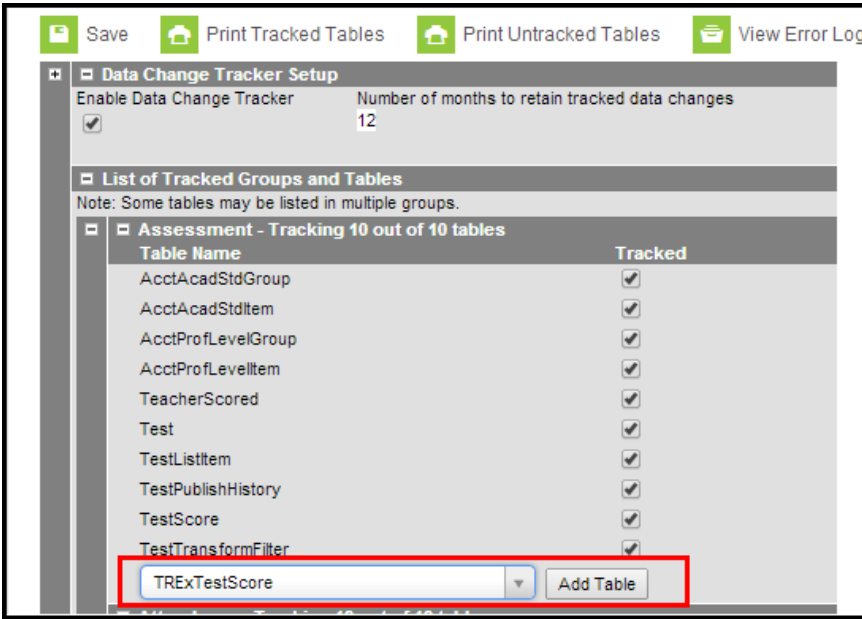 Save Print Tracked Tables Print Untracked Tables View Error Log
Data Change Tracker Setup
Enable Data Change Tracker Number of months to retain tracked data changes
12
List of Tracked Groups and Tables
Note: Some tables may be listed in multiple groups.
Assessment - Tracking 10 out of 10 tables
Table Name Tracked
AcctAcadStdGroup
AcctAcadStdItem
AcctProfLevelGroup
AcctProfLevelItem
TeacherScored
Test
TestListItem
TestPublishHistory
TestScore
TestTransformFilter
TRExTestScore Add Table